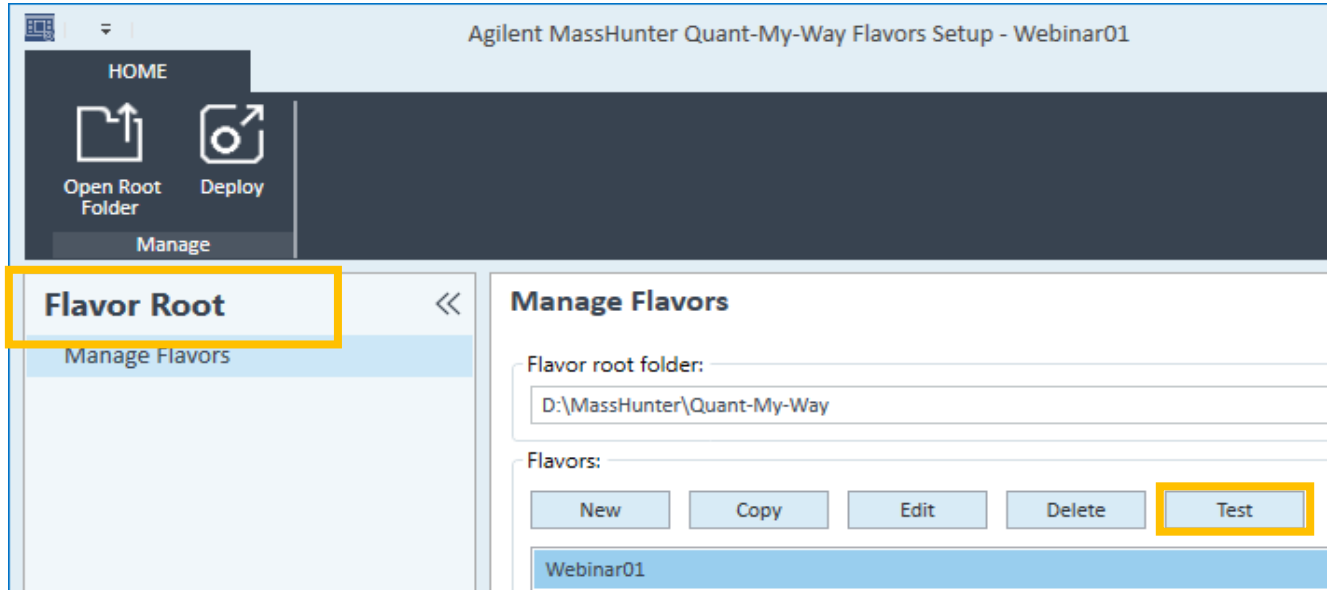 Agilent MassHunter Quant-My-Way Flavors Setup - Webinar01
HOME
Open Root
Folder
Deploy
Manage
Flavor Root
Manage Flavors
Manage Flavors
Flavor root folder:
D:\MassHunter\Quant-My-Way
Flavors:
New Copy Edit Delete Test
Webinar01